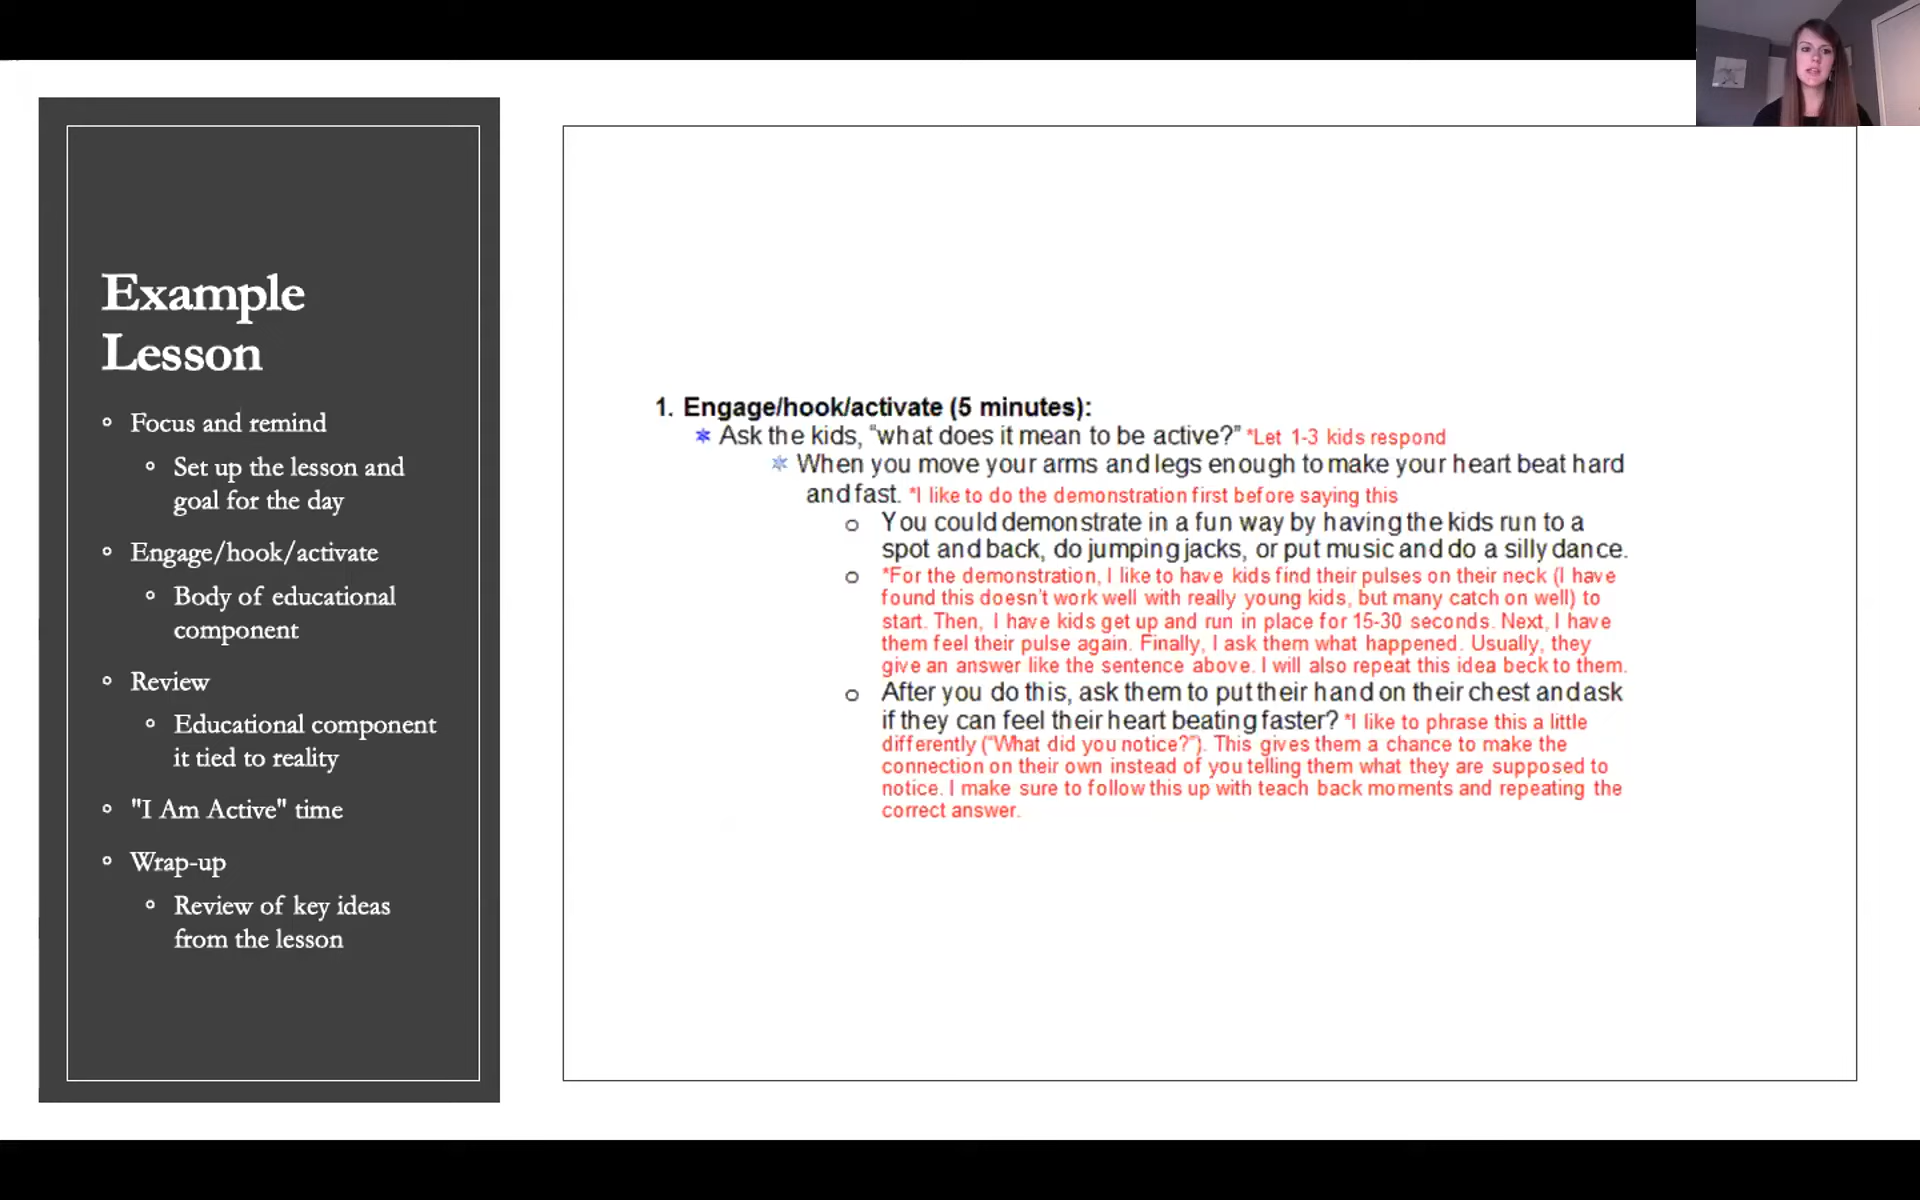 Example
Lesson
Focus and remind
Set up the lesson and
goal for the day
Engage/hook/activate
Body of educational
component
Review
Educational component
it tied to reality
"I Am Active" time
Wrap-up
Review of key ideas
from the lesson
1. Engage/hook/activate (5 minutes):
Ask the kids, “what does it mean to be active?” *Let 1-3 kids respond
When you move your arms and legs enough to make your heart beat hard
and fast. *I like to do the demonstration first before saying this
You could demonstrate in a fun way by having the kids run to a
spot and back, do jumping jacks, or put music and do a silly dance.
*For the demonstration, I like to have kids find their pulses on their neck (I have
found this doesn’t work well with really young kids, but many catch on well) to
start. Then, I have kids get up and run in place for 15-30 seconds. Next, I have
them feel their pulse again. Finally, I ask them what happened. Usually, they
give an answer like the sentence above. I will also repeat this idea beck to them.
After you do this, ask them to put their hand on their chest and ask
if they can feel their heart beating faster? *I like to phrase this a little
differently (“What did you notice?”). This gives them a chance to make the
connection on their own instead of you telling them what they are supposed to
notice. I make sure to follow this up with teach back moments and repeating the
correct answer.